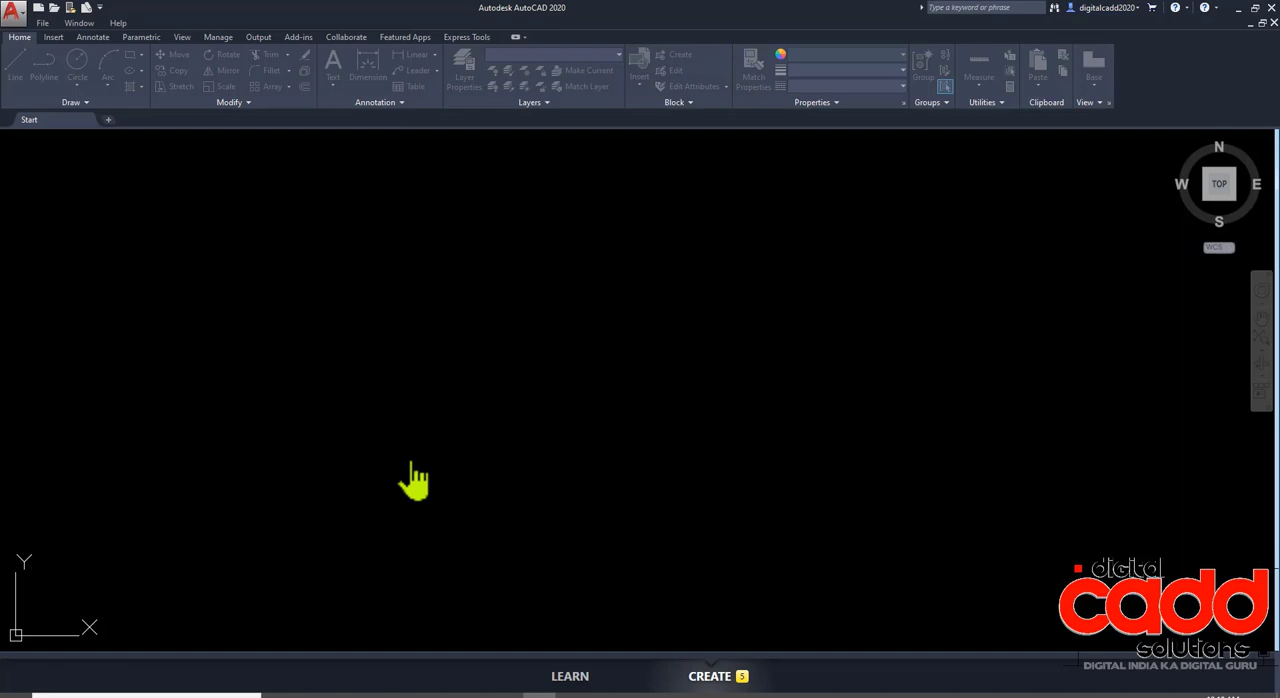 Autodesk AutoCAD 2020
Type a keyword or phrase
digitalcadd2020
File Window Help
Home Insert Annotate Parametric View Manage Output Add-ins Collaborate Featured Apps Express Tools
Line Polyline Circle Arc
Move Rotate Trim
Copy Mirror Fillet
Stretch Scale Array
Text Dimension
Linear
Leader
Table
Layer Properties
Make Current
Match Layer
Insert
Create
Edit
Edit Attributes
Match Properties
Group
Measure
Paste
Base
Draw Modify Annotation Layers Block Properties Groups Utilities Clipboard View
Start
N
W TOP E
S
WCS
Y
X
digital
cadd
solutions
DIGITAL INDIA KA DIGITAL GURU
LEARN CREATE 5